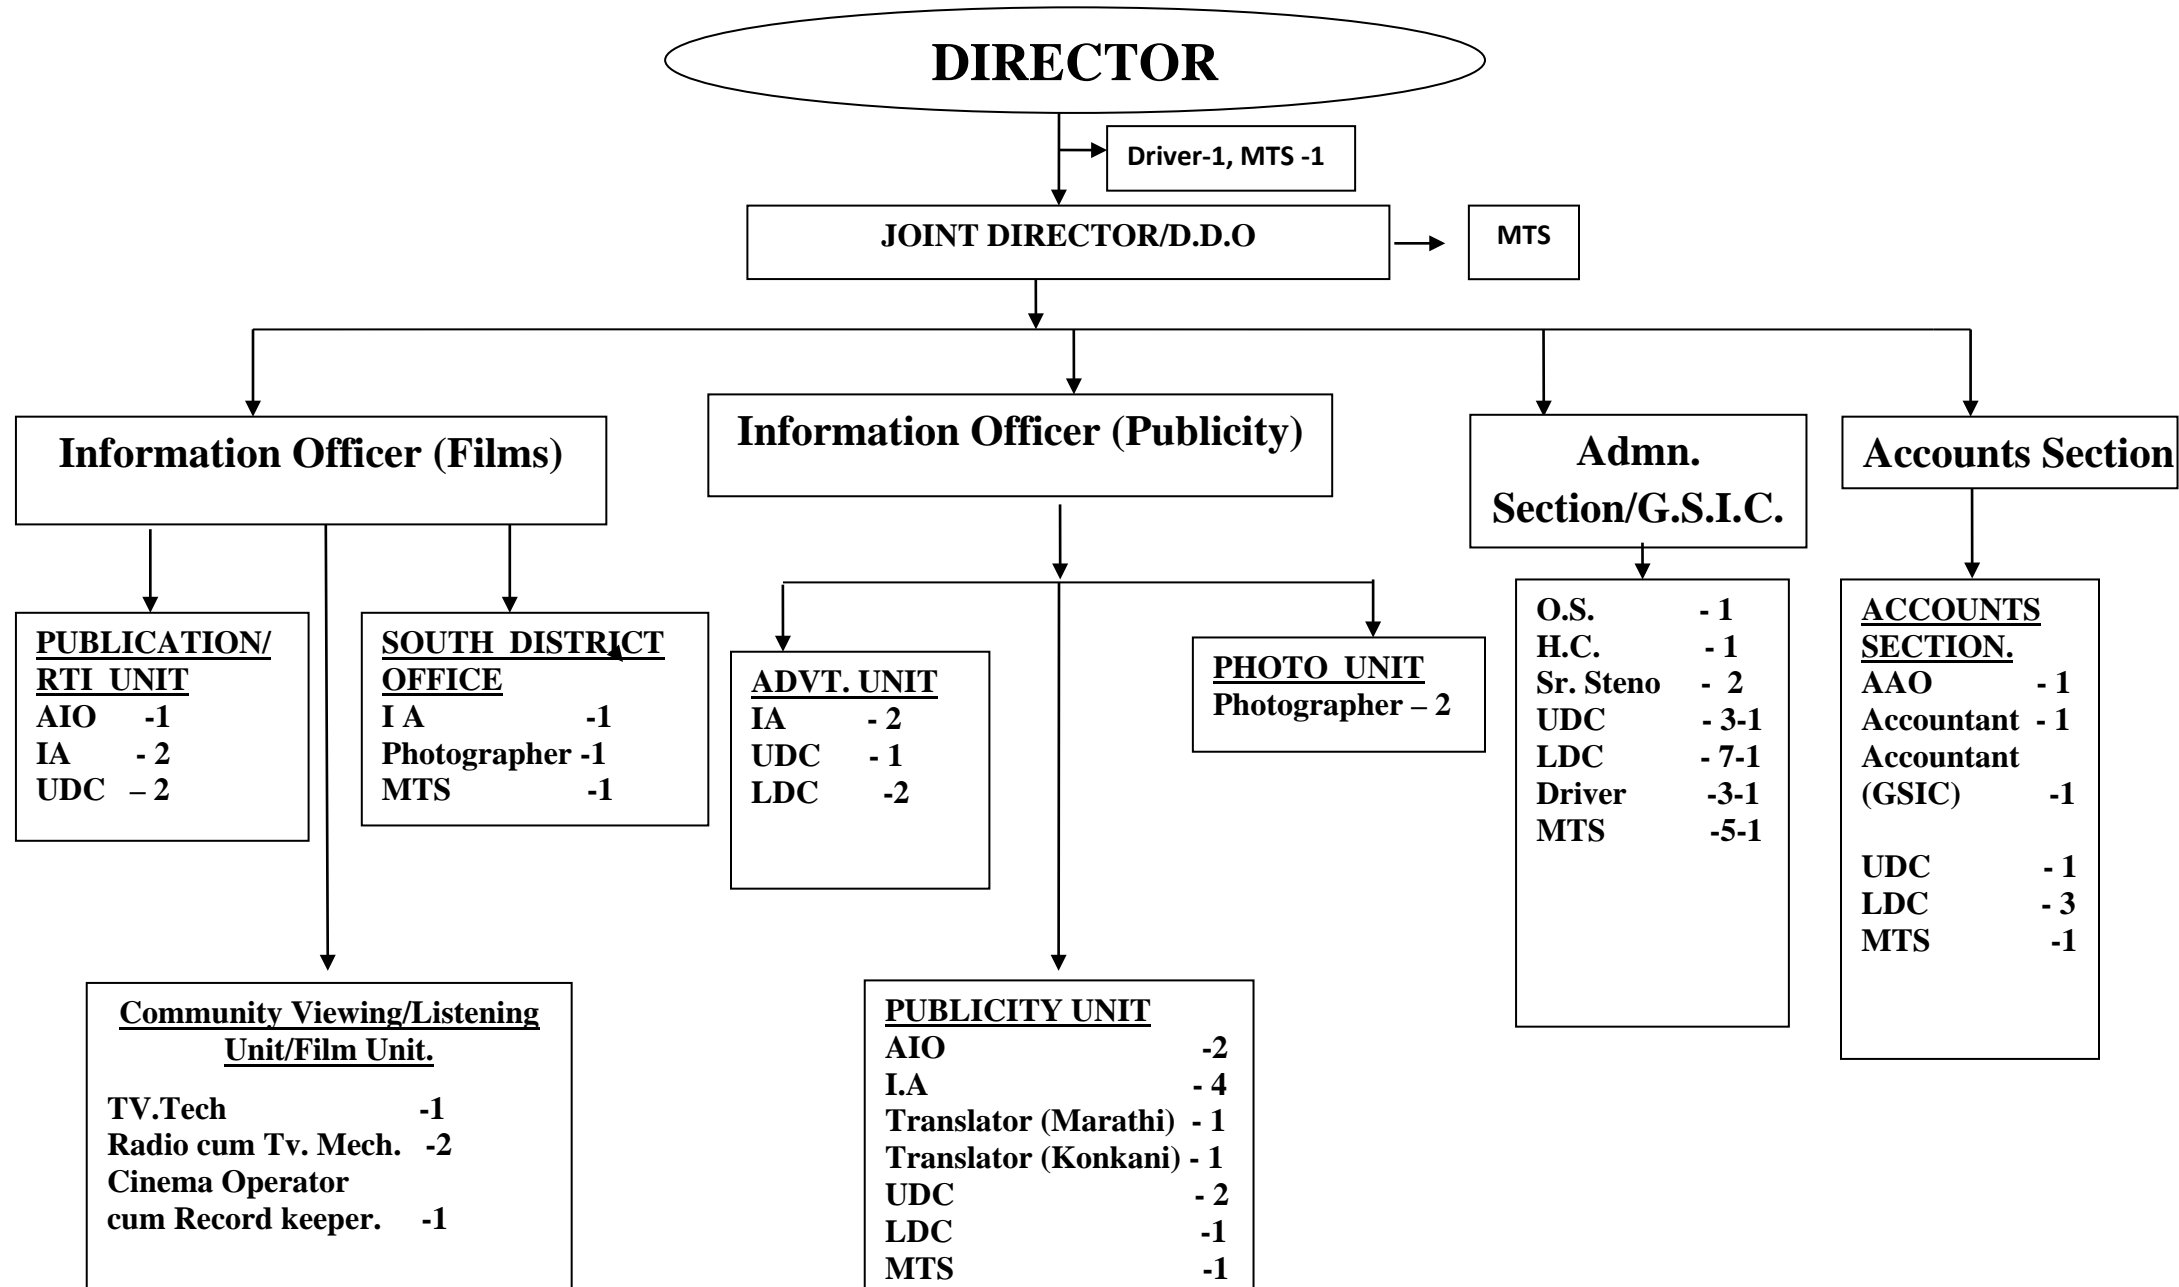 DIRECTOR
Driver-1, MTS -1
JOINT DIRECTOR/D.D.O
MTS
Information Officer (Films)
Information Officer (Publicity)
Admn.
Section/G.S.I.C.
Accounts Section
PUBLICATION/
RTI UNIT
AIO -1
IA - 2
UDC – 2
SOUTH DISTRICT
OFFICE
I A -1
Photographer -1
MTS -1
ADVT. UNIT
IA - 2
UDC - 1
LDC -2
PHOTO UNIT
Photographer – 2
O.S. - 1
H.C. - 1
Sr. Steno - 2
UDC - 3-1
LDC - 7-1
Driver -3-1
MTS -5-1
ACCOUNTS
SECTION.
AAO - 1
Accountant - 1
Accountant
(GSIC) -1
UDC - 1
LDC - 3
MTS -1
Community Viewing/Listening
Unit/Film Unit.
TV.Tech -1
Radio cum Tv. Mech. -2
Cinema Operator
cum Record keeper. -1
PUBLICITY UNIT
AIO -2
I.A - 4
Translator (Marathi) - 1
Translator (Konkani) - 1
UDC - 2
LDC -1
MTS -1